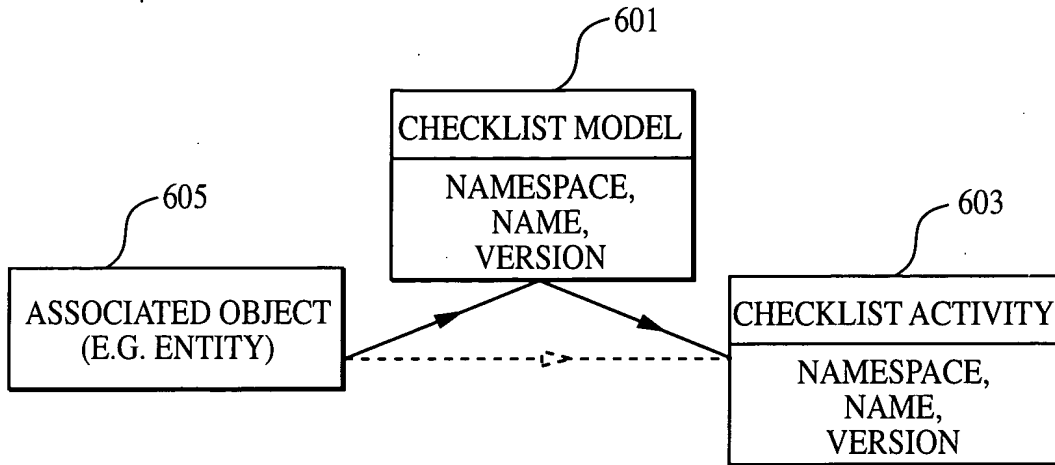 601
CHECKLIST MODEL
NAMESPACE,
NAME,
VERSION
605
ASSOCIATED OBJECT
(E.G. ENTITY)
603
CHECKLIST ACTIVITY
NAMESPACE,
NAME,
VERSION